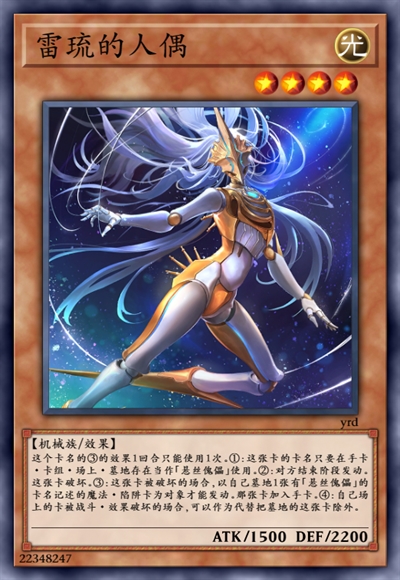 雷琉的人偶
光
yrd
【机械族/效果】
这个卡名的③的效果1回合只能使用1次。①:这张卡的卡名只要在手卡
·卡组·场上·墓地存在当作「悬丝傀儡」使用。②:对方结束阶段发动。
这张卡破坏。③:这张卡被破坏的场合,以自己墓地1张有「悬丝傀儡」的
卡名记述的魔法·陷阱卡为对象才能发动。那张卡加入手卡。④:自己场
上的卡被战斗·效果破坏的场合,可以作为代替把墓地的这张卡除外。
ATK/1500 DEF/2200
22348247